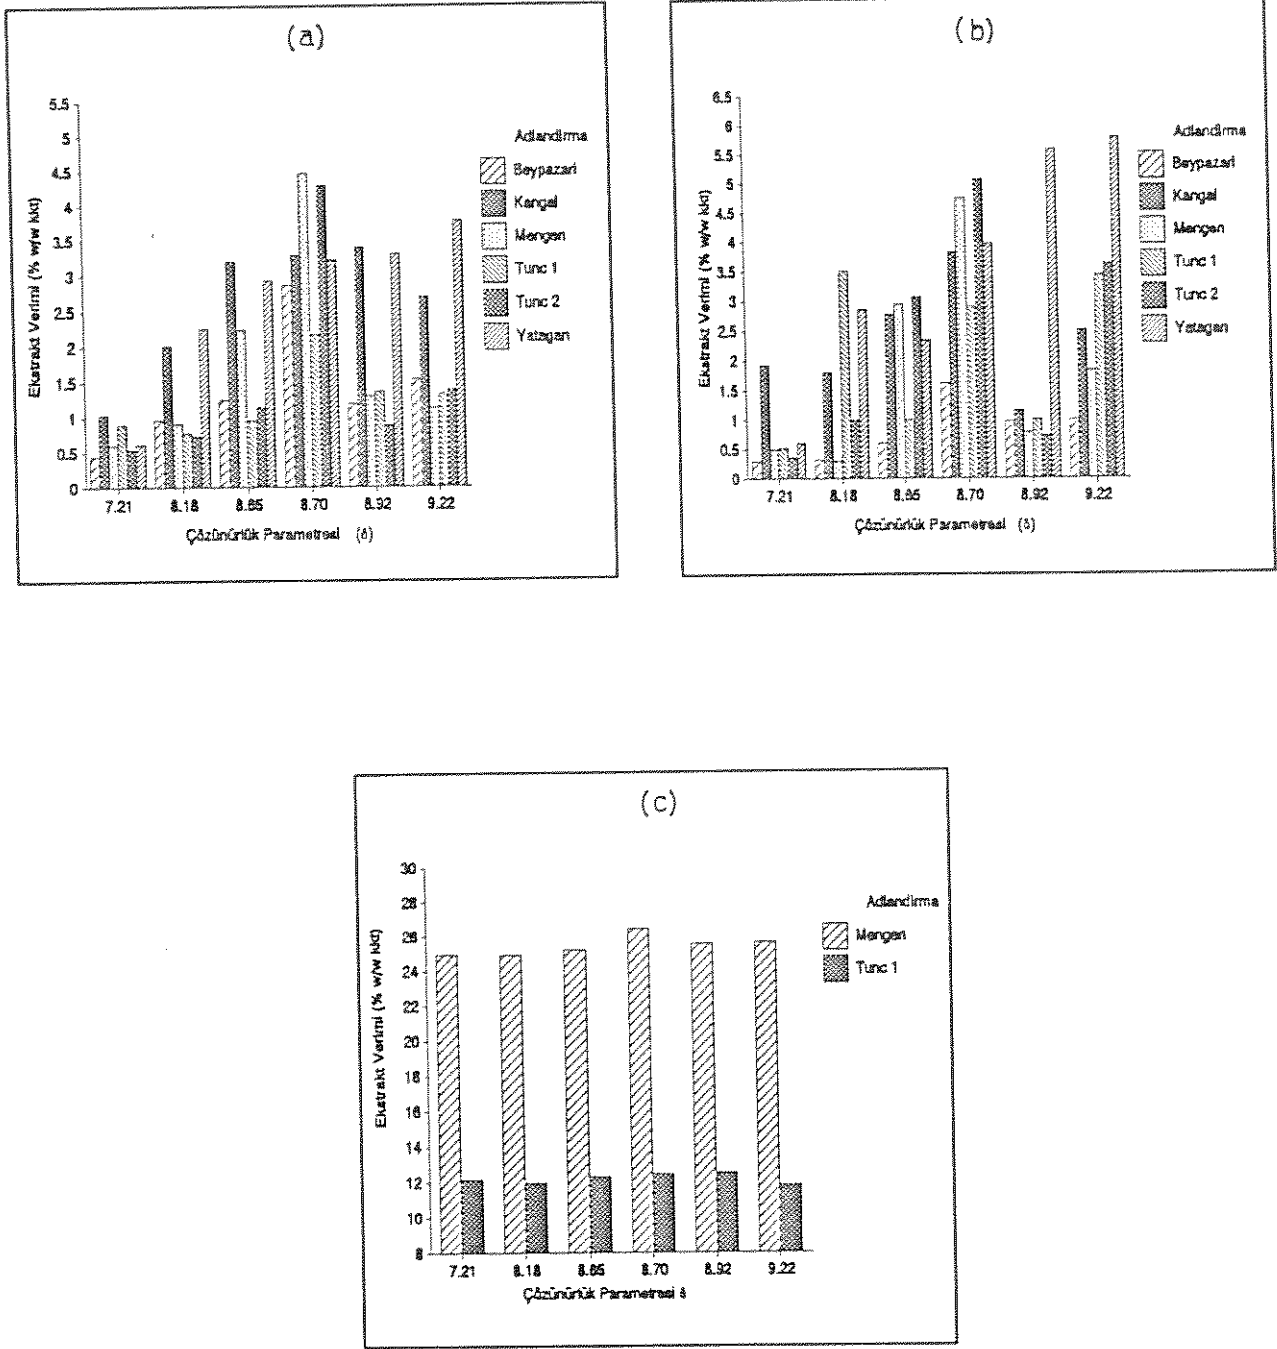 (a)
5.5
5
4.5
4
3.5
3
2.5
2
1.5
1
0.5
0
Ekstrakt Verimi (% w/w kkt)
7.21 8.18 8.65 8.70 8.92 9.22
Çözünürlük Parametresi (δ)
Adlandirma
Beypazari
Kangal
Mengen
Tunc 1
Tunc 2
Yatagan
(b)
6.5
6
5.5
5
4.5
4
3.5
3
2.5
2
1.5
1
0.5
0
Ekstrakt Verimi (% w/w kkt)
7.21 8.18 8.65 8.70 8.92 9.22
Çözünürlük Parametresi (δ)
Adlandirma
Beypazari
Kangal
Mengen
Tunc 1
Tunc 2
Yatagan
(c)
30
28
26
24
22
20
18
16
14
12
10
8
Ekstrakt Verimi (% w/w kkt)
7.21 8.18 8.65 8.70 8.92 9.22
Çözünürlük Parametresi δ
Adlandirma
Mengen
Tunc 1